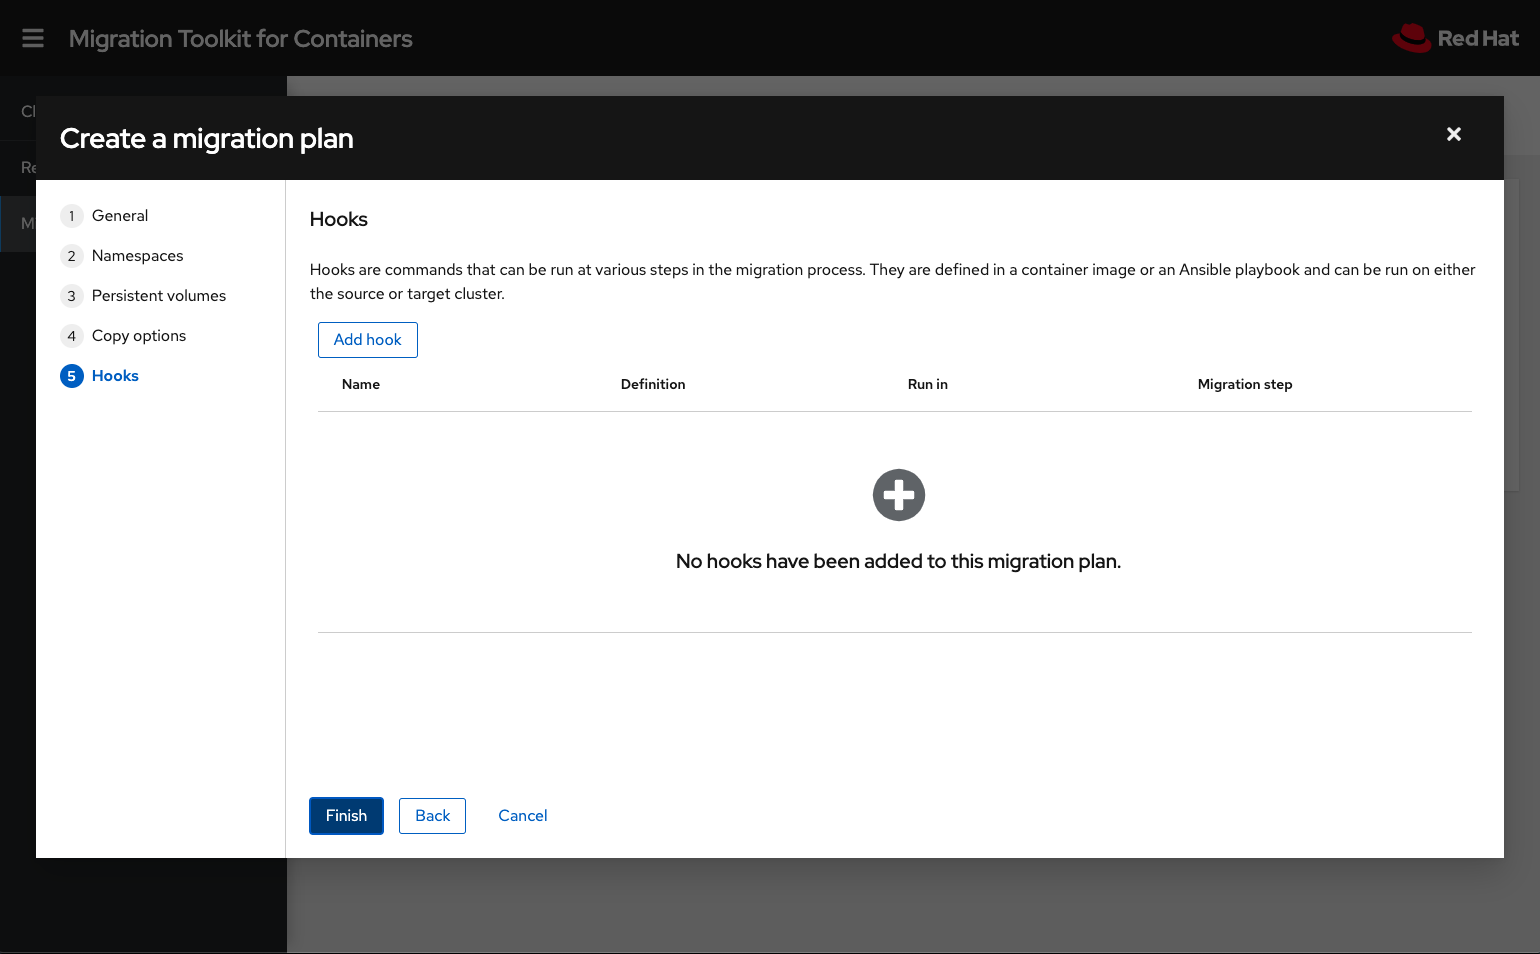 Migration Toolkit for Containers
Red Hat
Create a migration plan
1 General
2 Namespaces
3 Persistent volumes
4 Copy options
5 Hooks
Hooks
Hooks are commands that can be run at various steps in the migration process. They are defined in a container image or an Ansible playbook and can be run on either
the source or target cluster.
Add hook
Name Definition Run in Migration step
No hooks have been added to this migration plan.
Finish Back Cancel